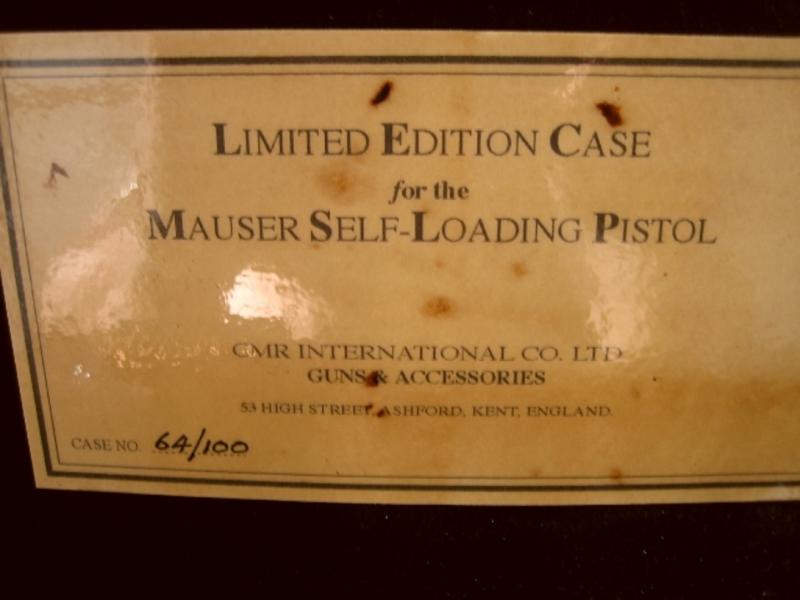 LIMITED EDITION CASE
for the
MAUSER SELF-LOADING PISTOL
GMR INTERNATIONAL CO. LTD
GUNS & ACCESSORIES
53 HIGH STREET, ASHFORD, KENT, ENGLAND.
CASE NO. 64/100